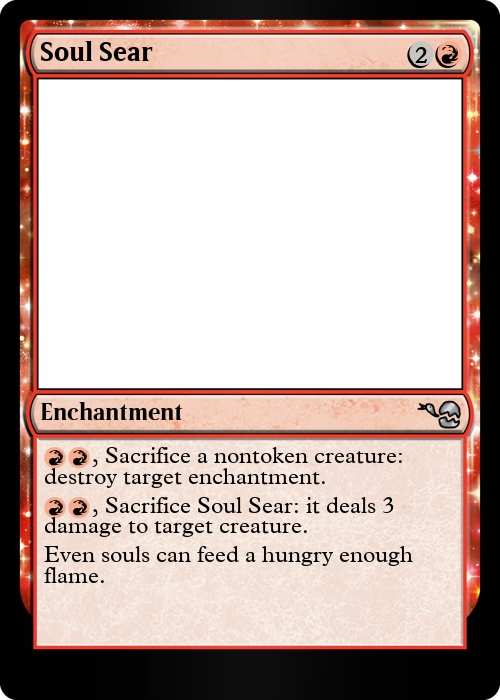 Soul Sear 2
Enchantment
, Sacrifice a nontoken creature:
destroy target enchantment.
, Sacrifice Soul Sear: it deals 3
damage to target creature.
Even souls can feed a hungry enough
flame.